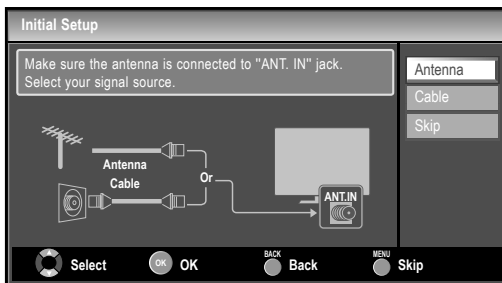 Initial Setup
Make sure the antenna is connected to "ANT. IN" jack.
Select your signal source.
Antenna
Cable
Skip
Antenna
Cable
Or
ANT.IN
Select
OK
OK
BACK
Back
MENU
Skip